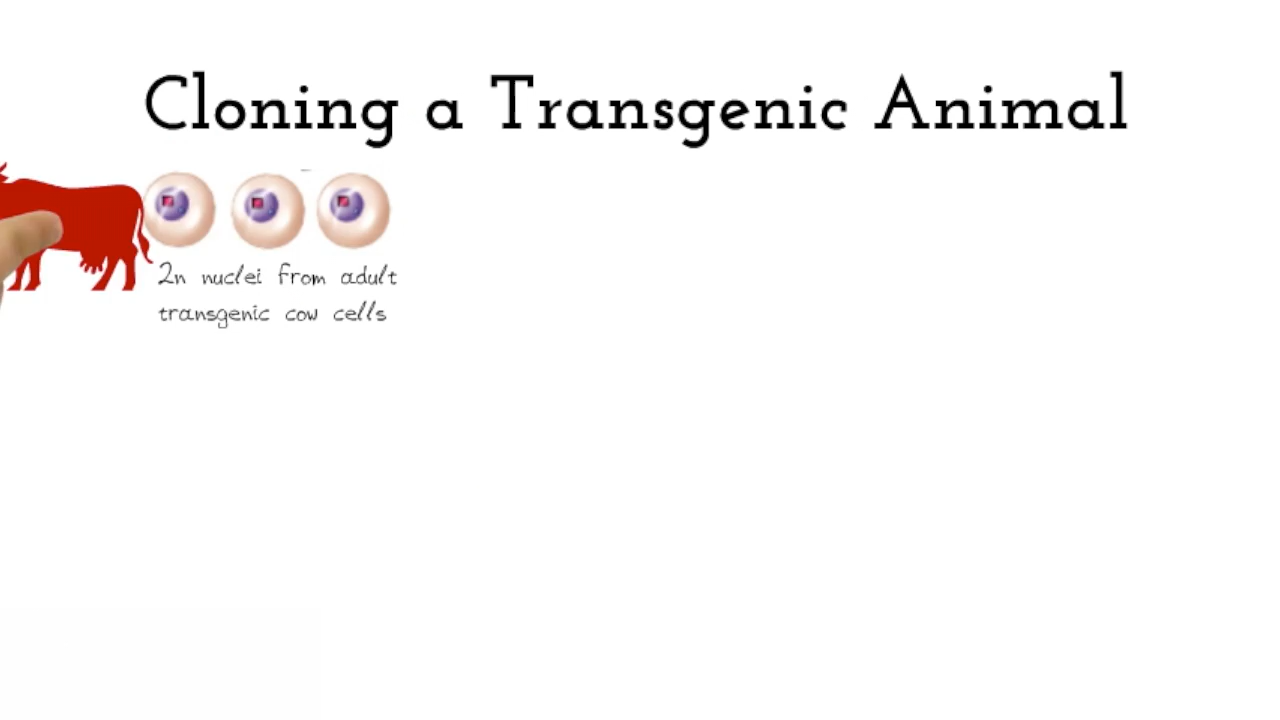 Cloning a Transgenic Animal
2n nuclei from adult
transgenic cow cells